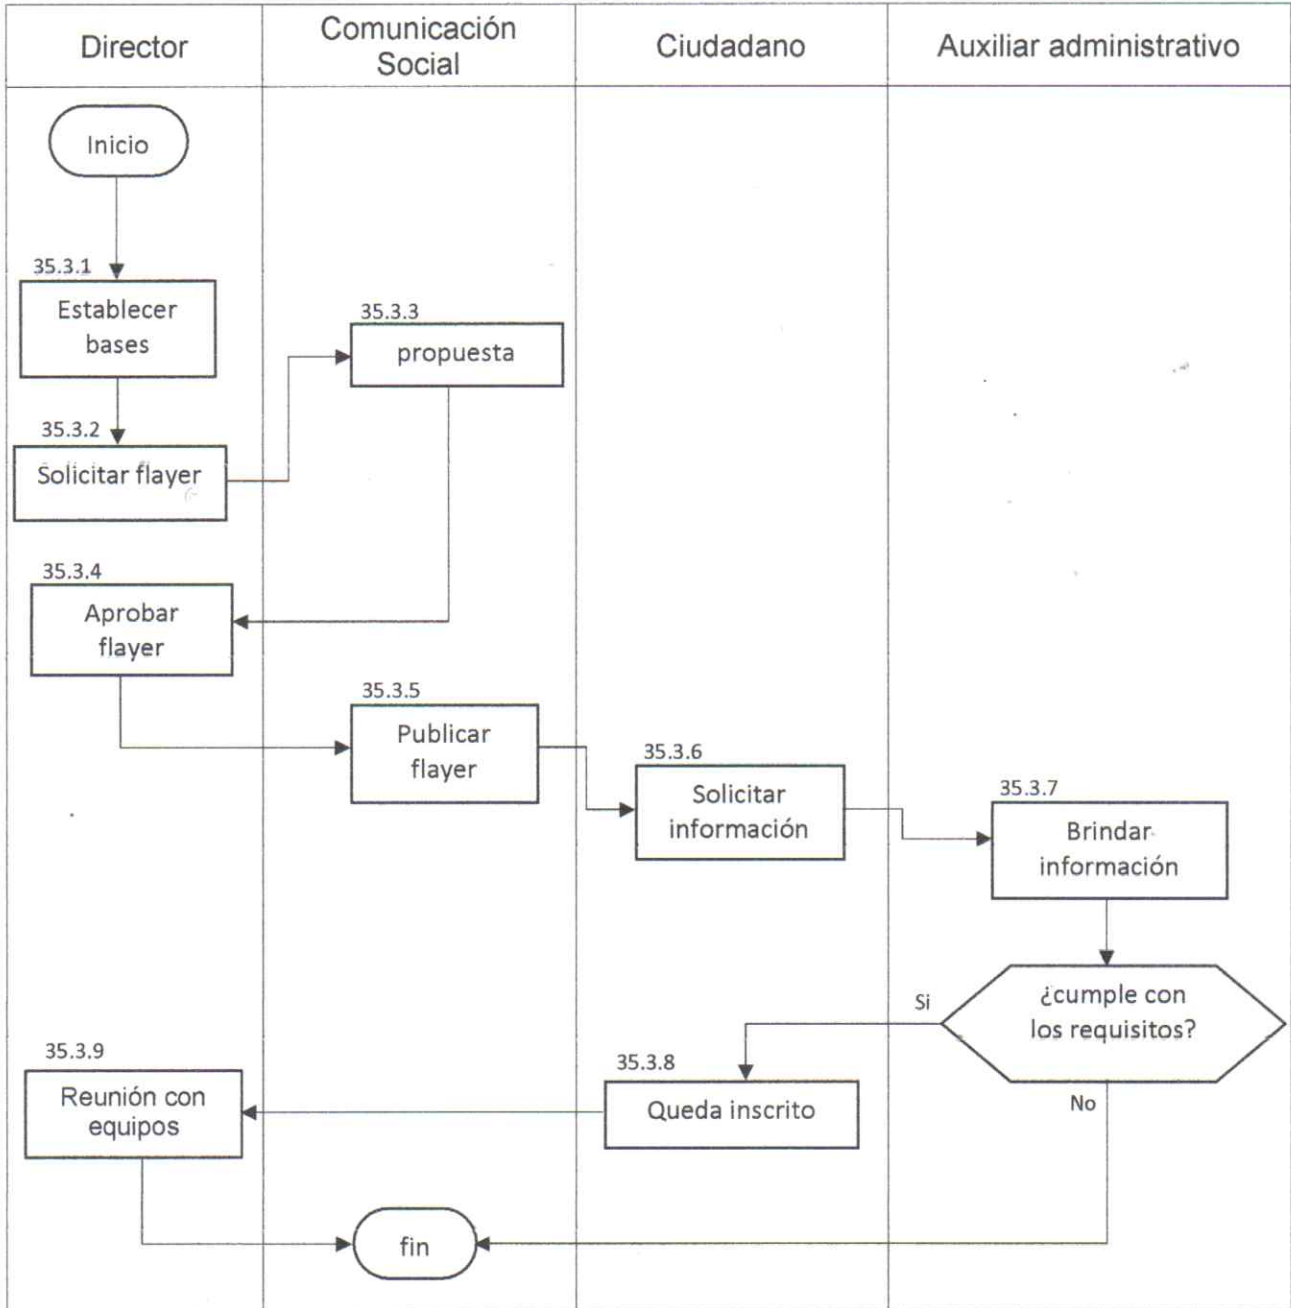 Director
Comunicación
Social
Ciudadano
Auxiliar administrativo
Inicio
35.3.1
Establecer
bases
35.3.2
Solicitar flayer
35.3.3
propuesta
35.3.4
Aprobar
flayer
35.3.5
Publicar
flayer
35.3.6
Solicitar
información
35.3.7
Brindar
información
¿cumple con
los requisitos?
Si
No
35.3.8
Queda inscrito
35.3.9
Reunión con
equipos
fin